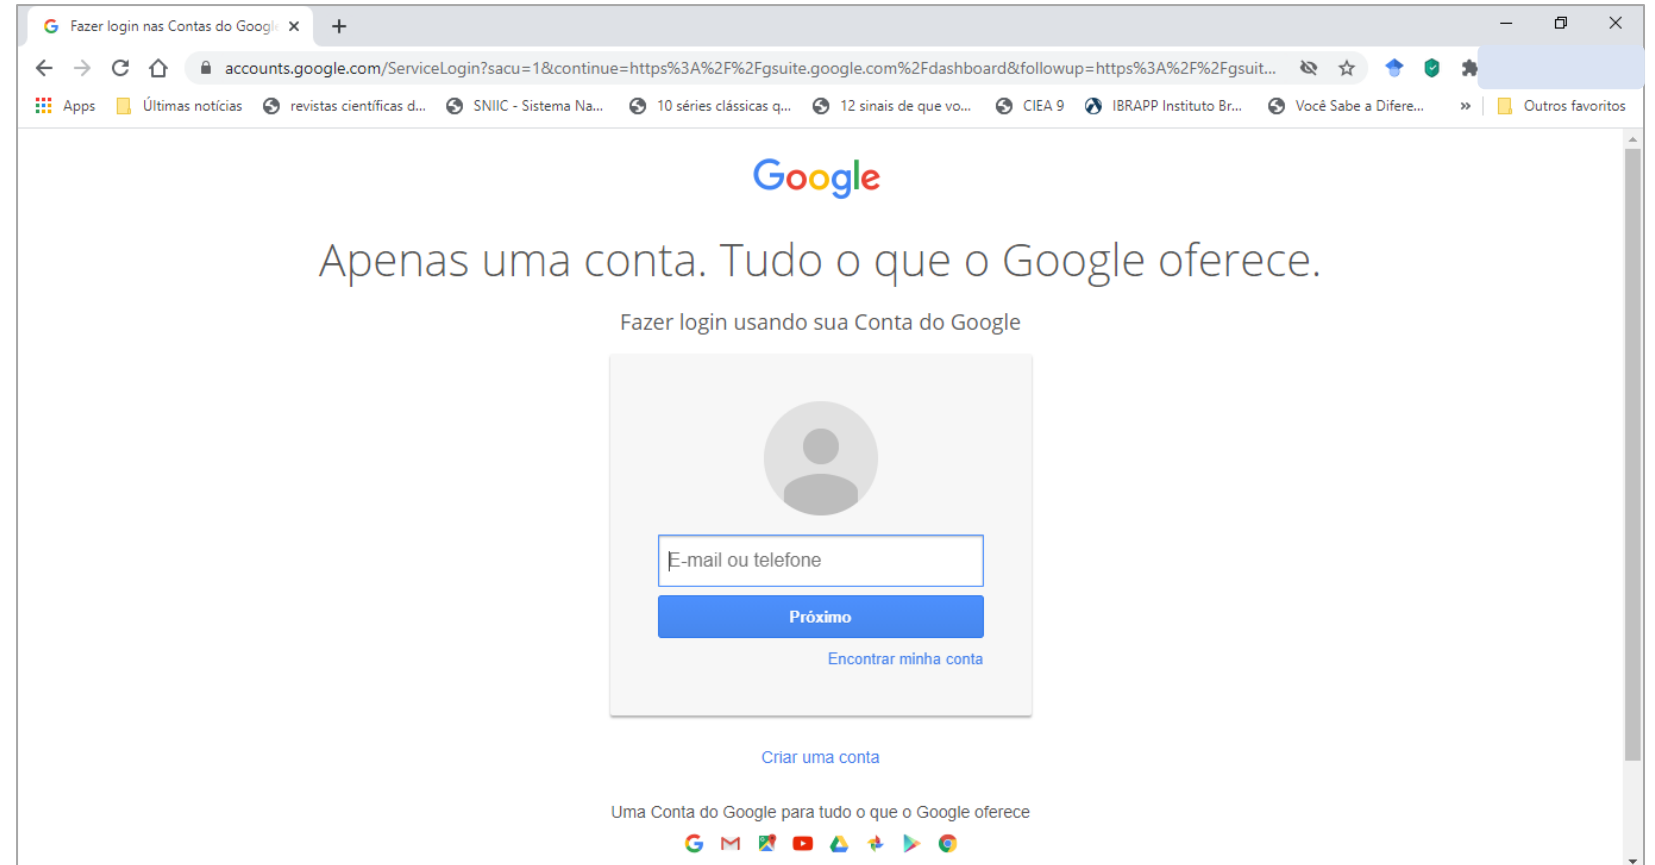 Fazer login nas Contas do Googl
accounts.google.com/ServiceLogin?sacu=1&continue=https%3A%2F%2Fgsuite.google.com%2Fdashboard&followup=https%3A%2F%2Fgsuit...
Apps Últimas notícias revistas científicas d... SNIIC - Sistema Na... 10 séries clássicas q... 12 sinais de que vo... CIEA 9 IBRAPP Instituto Br... Você Sabe a Difere... » Outros favoritos
Google
Apenas uma conta. Tudo o que o Google oferece.
Fazer login usando sua Conta do Google
E-mail ou telefone
Próximo
Encontrar minha conta
Criar uma conta
Uma Conta do Google para tudo o que o Google oferece